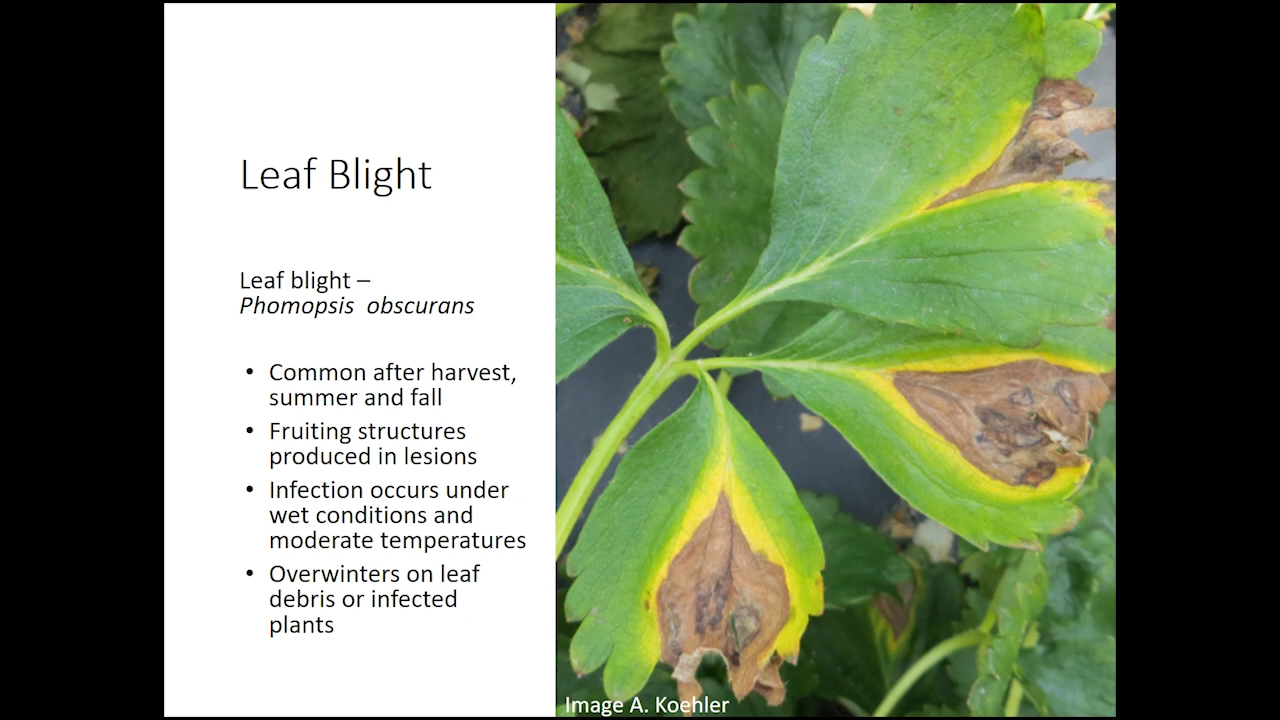 Leaf Blight
Leaf blight –
Phomopsis  obscurans
• Common after harvest,
summer and fall
• Fruiting structures
produced in lesions
• Infection occurs under
wet conditions and
moderate temperatures
• Overwinters on leaf
debris or infected
plants
Image A. Koehler